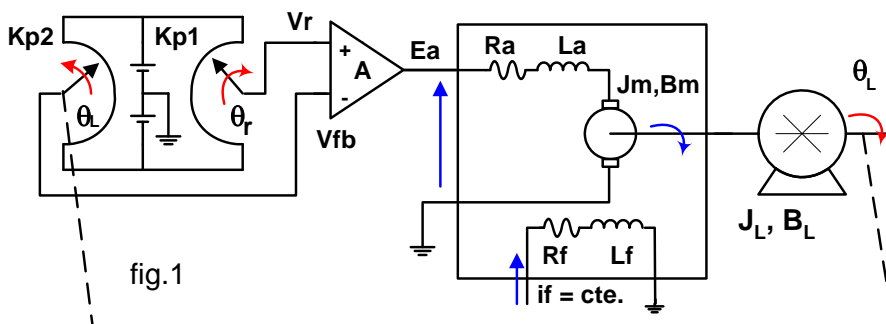 Kp2
Kp1
Vr
Ea
Ra
La
+
A
-
Jm,Bm
θL
θL
θr
Vfb
JL, BL
Rf
Lf
fig.1
if = cte.